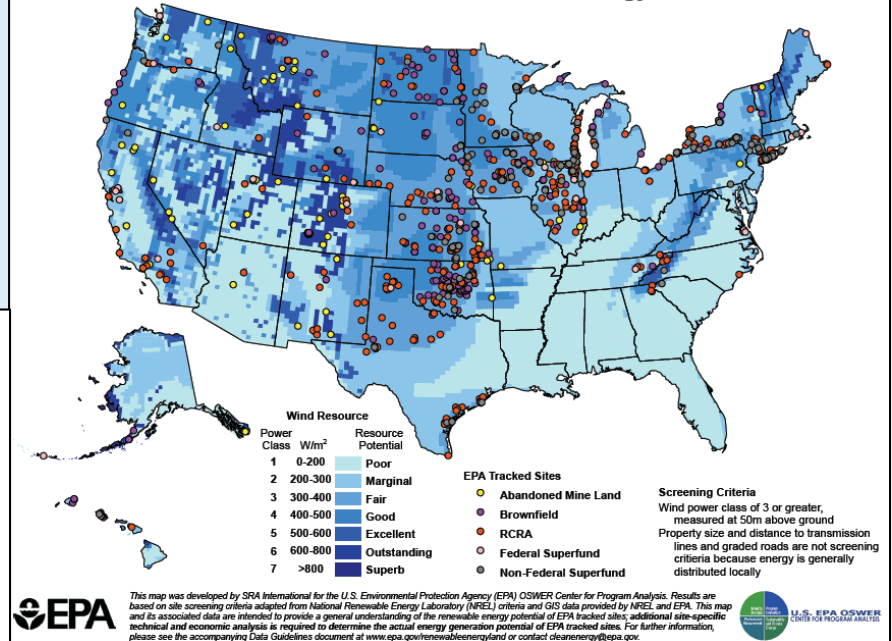 Wind Resource
Power Class W/m² Resource Potential
1 0-200 Poor
2 200-300 Marginal
3 300-400 Fair
4 400-500 Good
5 500-600 Excellent
6 600-800 Outstanding
7 >800 Superb
EPA Tracked Sites
Abandoned Mine Land
Brownfield
RCRA
Federal Superfund
Non-Federal Superfund
Screening Criteria
Wind power class of 3 or greater,
measured at 50m above ground
Property size and distance to transmission
lines and graded roads are not screening
critieria because energy is generally
distributed locally
EPA
This map was developed by SRA International for the U.S. Environmental Protection Agency (EPA) OSWER Center for Program Analysis. Results are
based on site screening criteria adapted from National Renewable Energy Laboratory (NREL) criteria and GIS data provided by NREL and EPA. This map
and its associated data are intended to provide a general understanding of the renewable energy potential of EPA tracked sites; additional site-specific
technical and economic analysis is required to determine the actual energy generation potential of EPA tracked sites. For further information,
please see the accompanying Data Guidelines document at www.epa.gov/renewableenergyland or contact cleanenergy@epa.gov.
U.S. EPA OSWER
CENTER FOR PROGRAM ANALYSIS